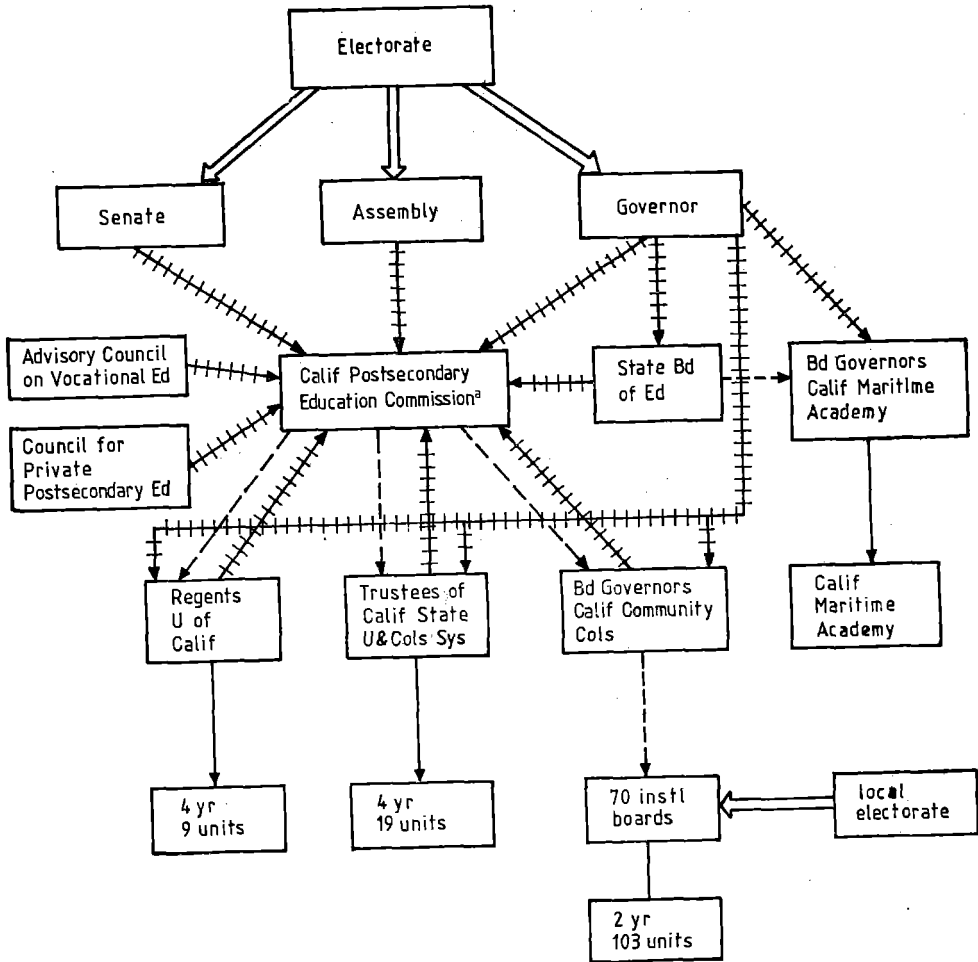 Electorate
Senate
Assembly
Governor
Advisory Council
on Vocational Ed
Calif Postsecondary
Education Commissionᵃ
State Bd
of Ed
Bd Governors
Calif Maritime
Academy
Council for
Private
Postsecondary Ed
Regents
U of
Calif
Trustees of
Calif State
U&Cols Sys
Bd Governors
Calif Community
Cols
Calif
Maritime
Academy
4 yr
9 units
4 yr
19 units
70 instl
boards
local
electorate
2 yr
103 units